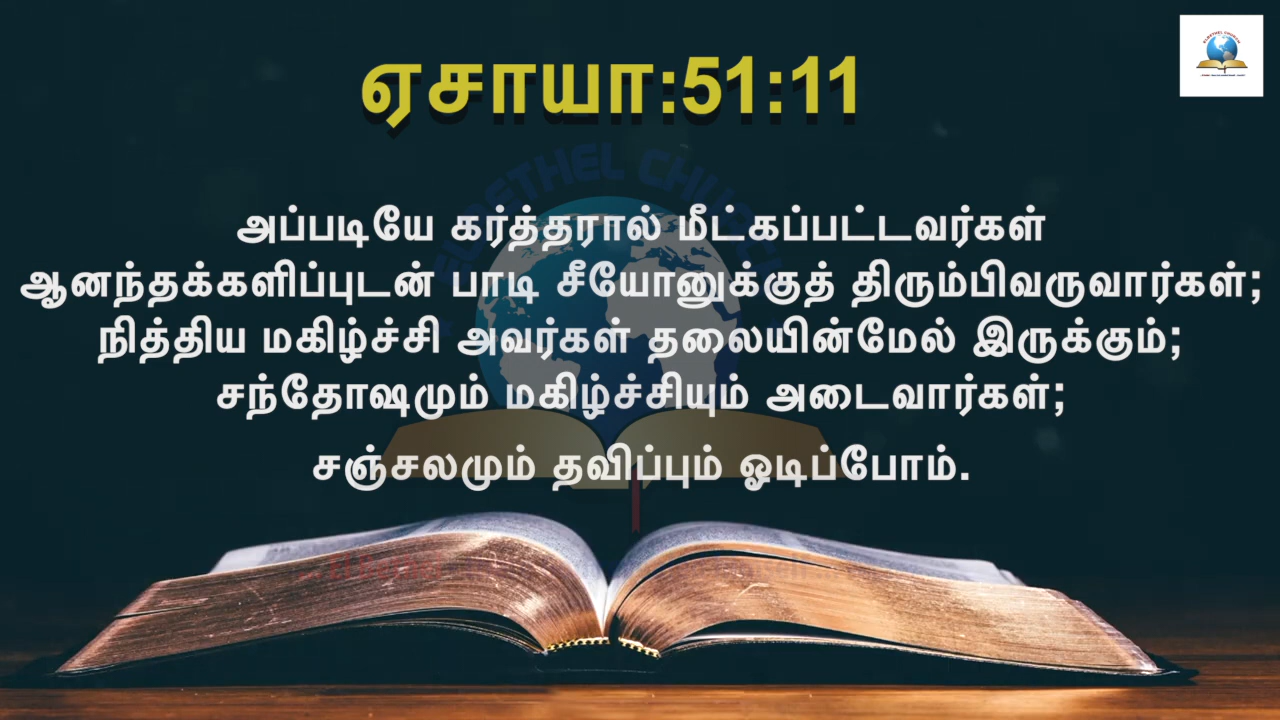 ஏசாயா:51:11
அப்படியே கர்த்தரால் மீட்கப்பட்டவர்கள்
ஆனந்தக்களிப்புடன் பாடி சீயோனுக்குத் திரும்பிவருவார்கள்;
நித்திய மகிழ்ச்சி அவர்கள் தலையின்மேல் இருக்கும்;
சந்தோஷமும் மகிழ்ச்சியும் அடைவார்கள்;
சஞ்சலமும் தவிப்பும் ஓடிப்போம்.